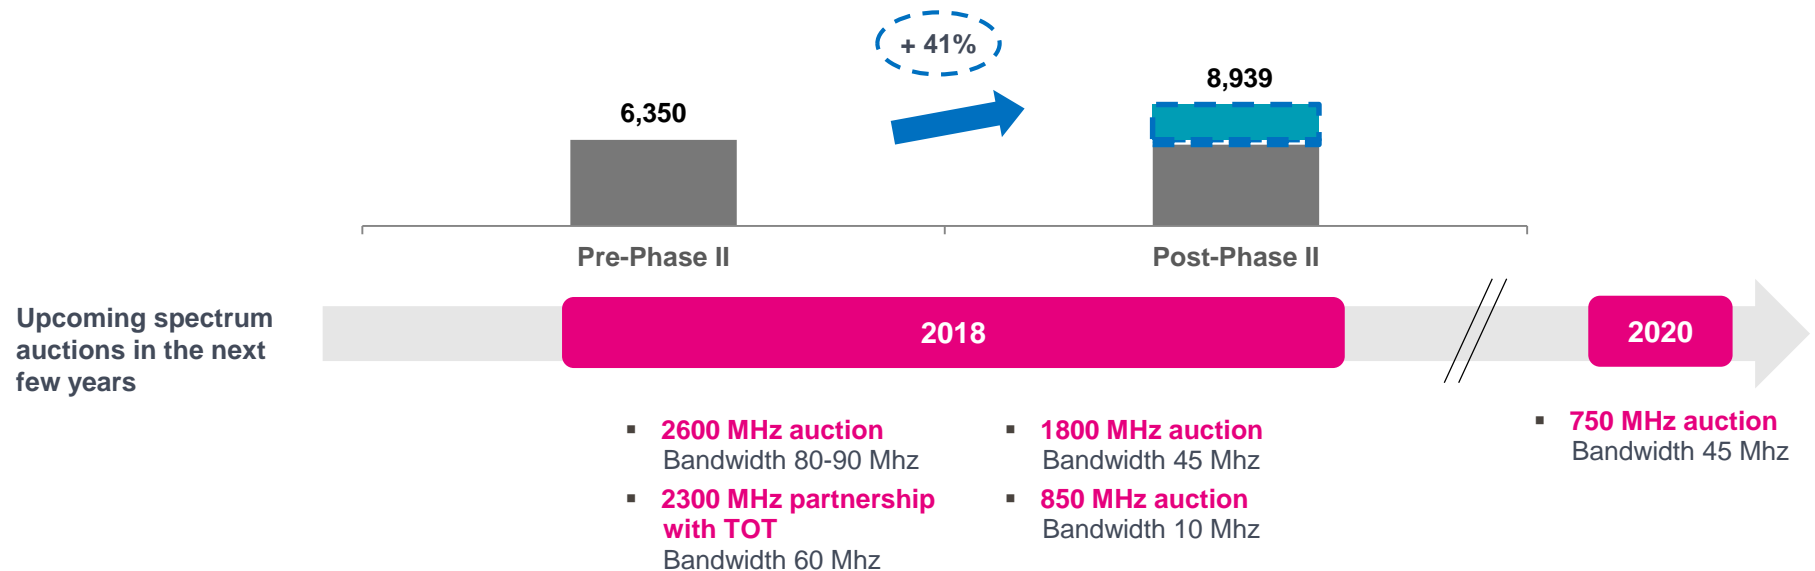 + 41%
8,939
6,350
Pre-Phase II
Post-Phase II
Upcoming spectrum
auctions in the next
few years
2018
2020
▪ 2600 MHz auction
Bandwidth 80-90 Mhz
▪ 2300 MHz partnership
with TOT
Bandwidth 60 Mhz
▪ 1800 MHz auction
Bandwidth 45 Mhz
▪ 850 MHz auction
Bandwidth 10 Mhz
▪ 750 MHz auction
Bandwidth 45 Mhz